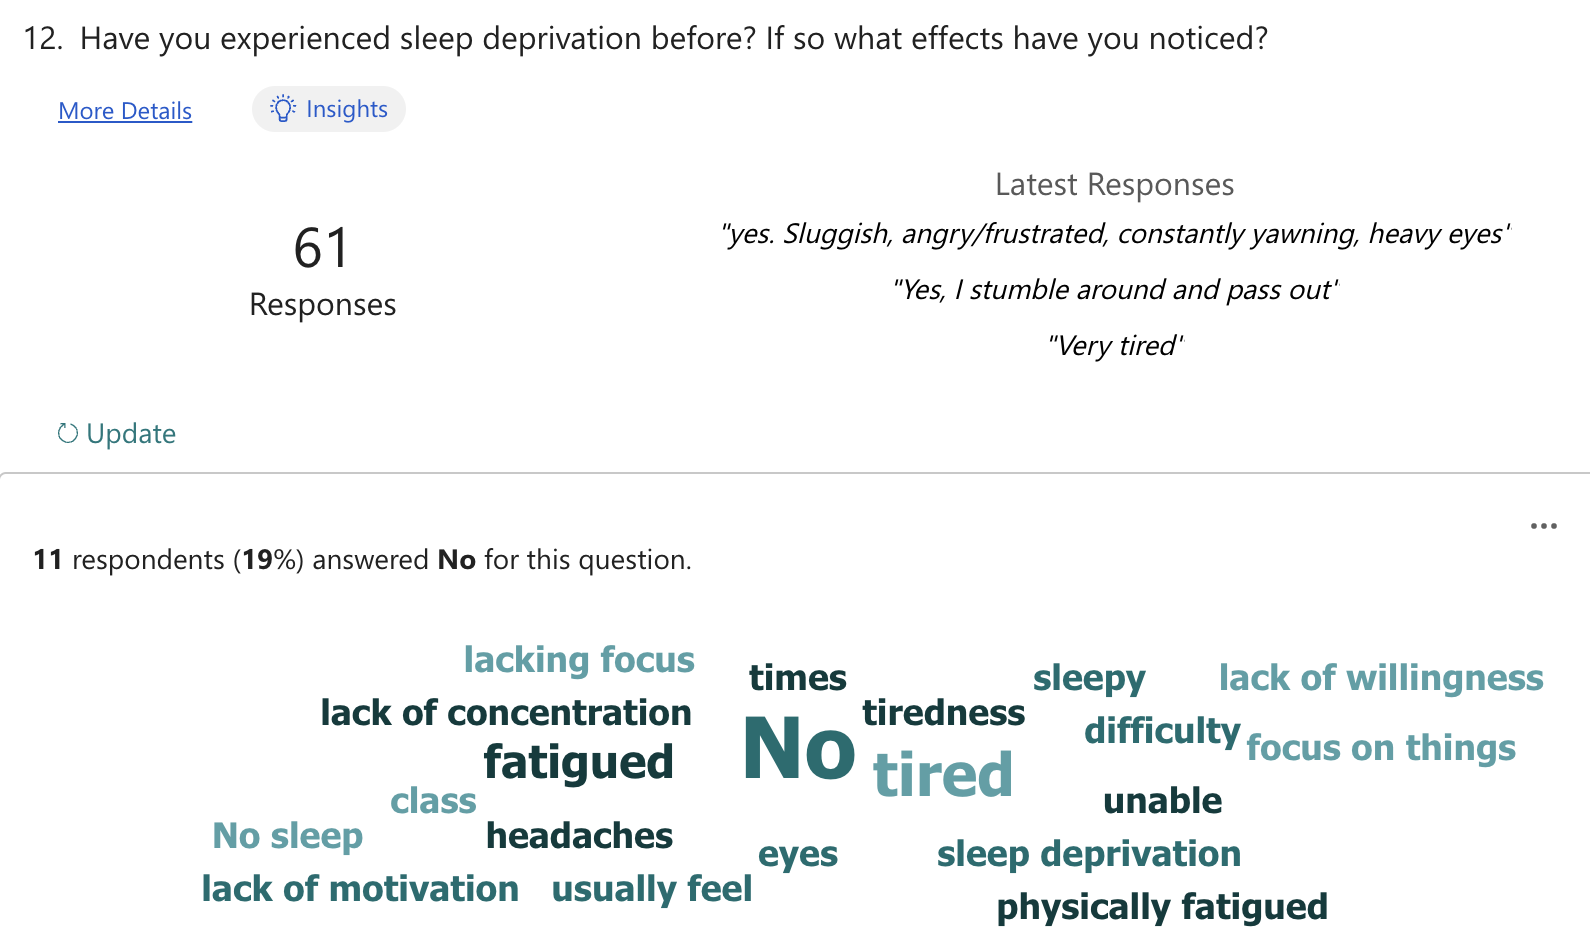 12. Have you experienced sleep deprivation before? If so what effects have you noticed?
More Details
Insights
Latest Responses
61
Responses
"yes. Sluggish, angry/frustrated, constantly yawning, heavy eyes"
"Yes, I stumble around and pass out"
"Very tired"
Update
11 respondents (19%) answered No for this question.
lacking focus
times
sleepy
lack of willingness
lack of concentration
tiredness
difficulty
focus on things
fatigued
No
tired
class
unable
No sleep
headaches
eyes
sleep deprivation
lack of motivation
usually feel
physically fatigued